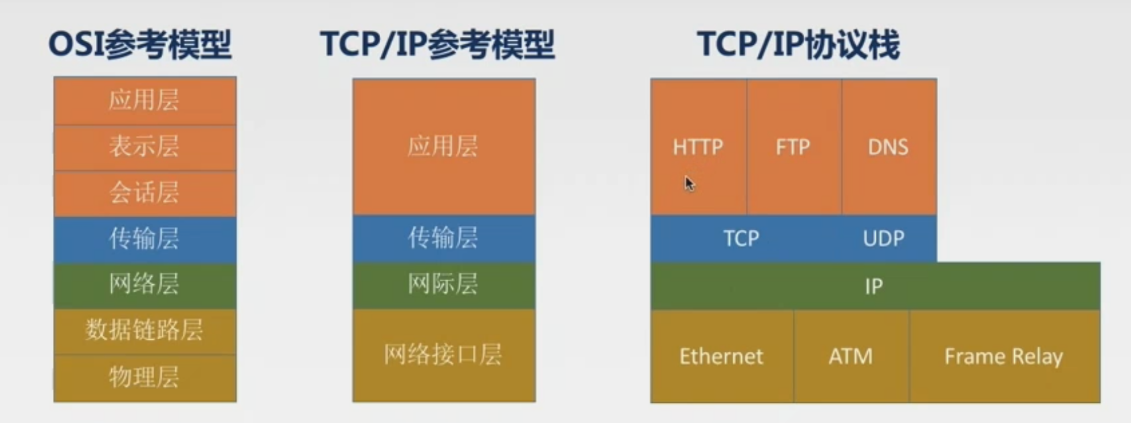 OSI参考模型
应用层
表示层
会话层
传输层
网络层
数据链路层
物理层
TCP/IP参考模型
应用层
传输层
网际层
网络接口层
TCP/IP协议栈
HTTP FTP DNS
TCP UDP
IP
Ethernet ATM Frame Relay